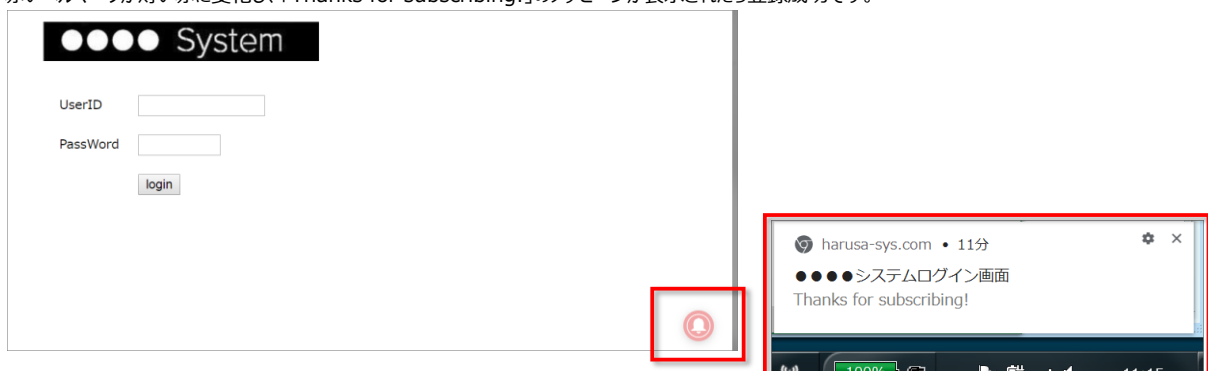 ●●●● System
UserID
PassWord
login
harusa-sys.com • 11分
●●●●システムログイン画面
Thanks for subscribing!
100%